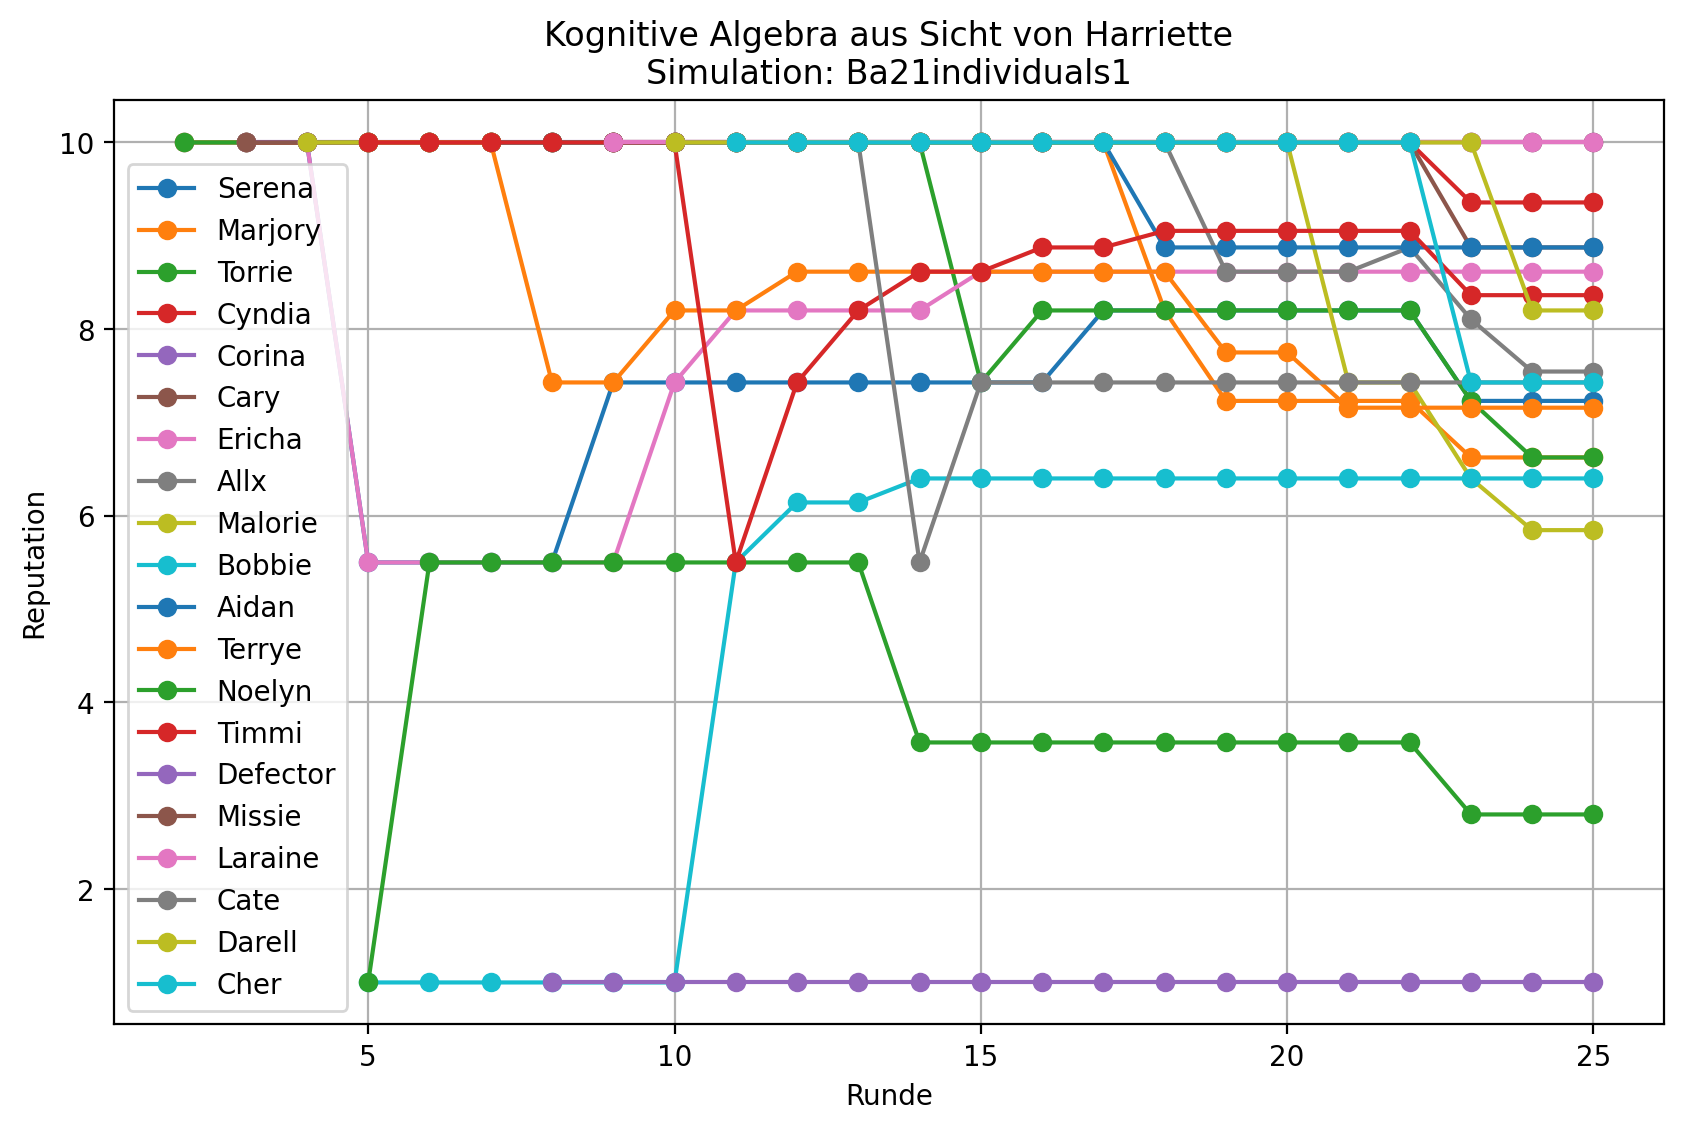 Kognitive Algebra aus Sicht von Harriette
Simulation: Ba21individuals1
Reputation
10
8
6
4
2
Serena
Marjory
Torrie
Cyndia
Corina
Cary
Ericha
Allx
Malorie
Bobbie
Aidan
Terrye
Noelyn
Timmi
Defector
Missie
Laraine
Cate
Darell
Cher
5 10 15 20 25
Runde